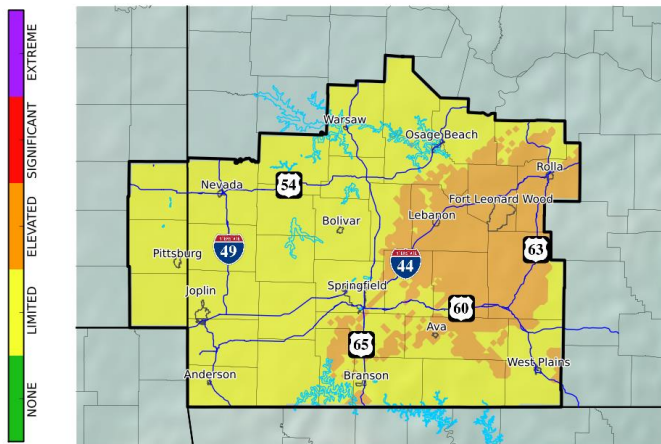 EXTREME
SIGNIFICANT
ELEVATED
LIMITED
NONE
Warsaw
Osage Beach
Rolla
Nevada
54
Fort Leonard Wood
Bolivar
Lebanon
Pittsburg
49
44
63
Joplin
Springfield
60
Ava
65
West Plains
Anderson
Branson